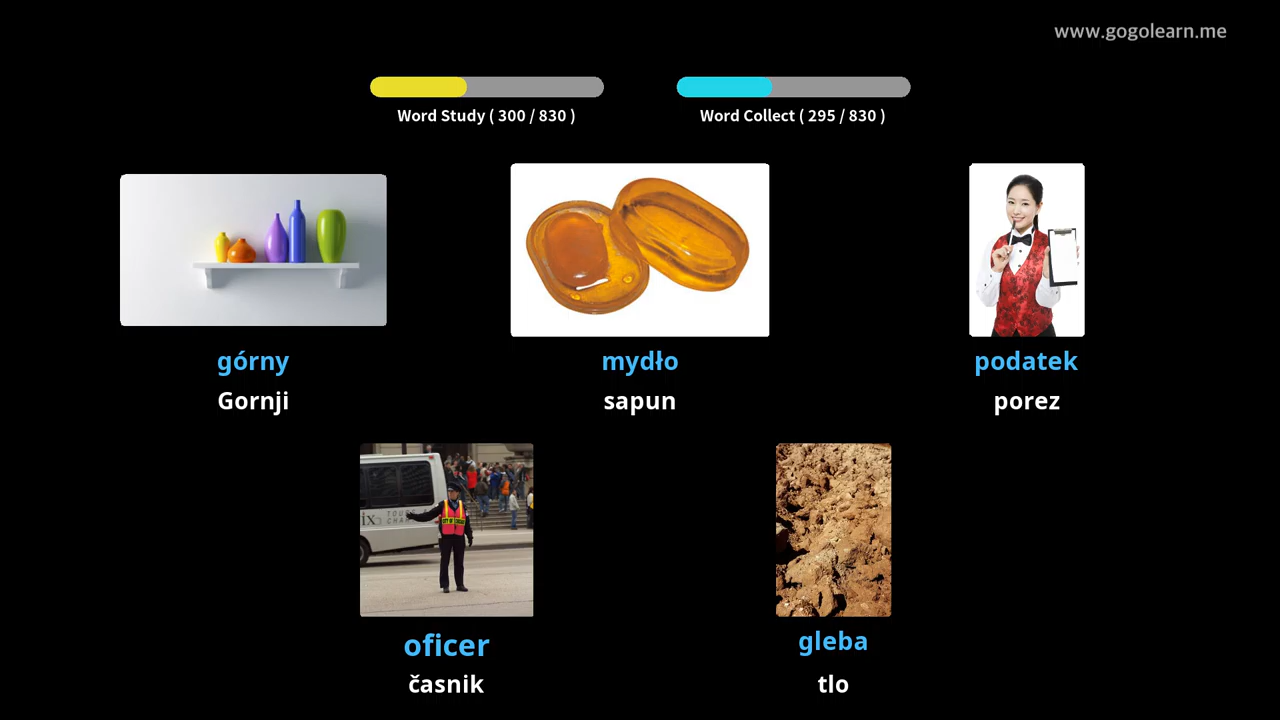 www.gogolearn.me
Word Study ( 300 / 830 )
Word Collect ( 295 / 830 )
górny
Gornji
mydło
sapun
podatek
porez
oficer
časnik
gleba
tlo